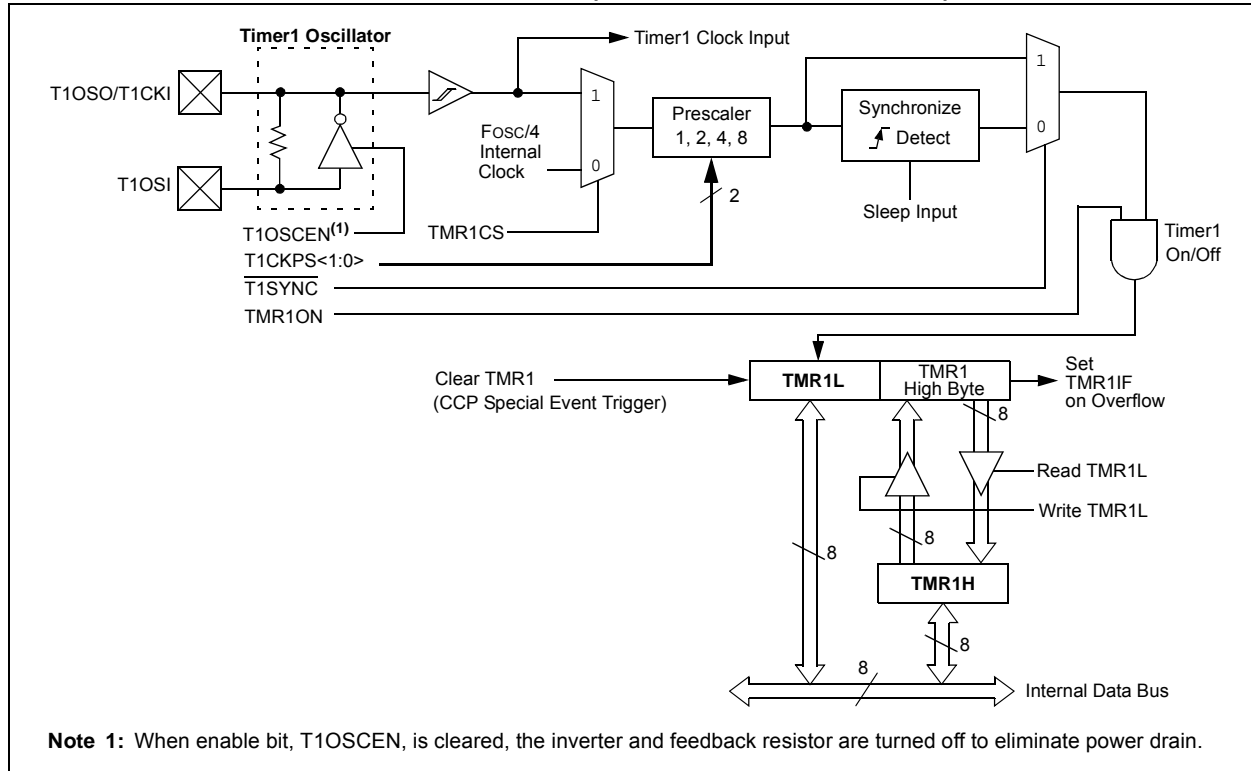 Timer1 Oscillator
Timer1 Clock Input
T1OSO/T1CKI
1
1
Prescaler
1, 2, 4, 8
Synchronize
Detect
FOSC/4
Internal
Clock
0
0
T1OSI
2
Sleep Input
T1OSCEN(1)
TMR1CS
Timer1
On/Off
T1CKPS<1:0>
T1SYNC
TMR1ON
Clear TMR1
(CCP Special Event Trigger)
TMR1L
TMR1
High Byte
Set
TMR1IF
on Overflow
8
Read TMR1L
Write TMR1L
8
8
TMR1H
8
8
Internal Data Bus
Note 1: When enable bit, T1OSCEN, is cleared, the inverter and feedback resistor are turned off to eliminate power drain.